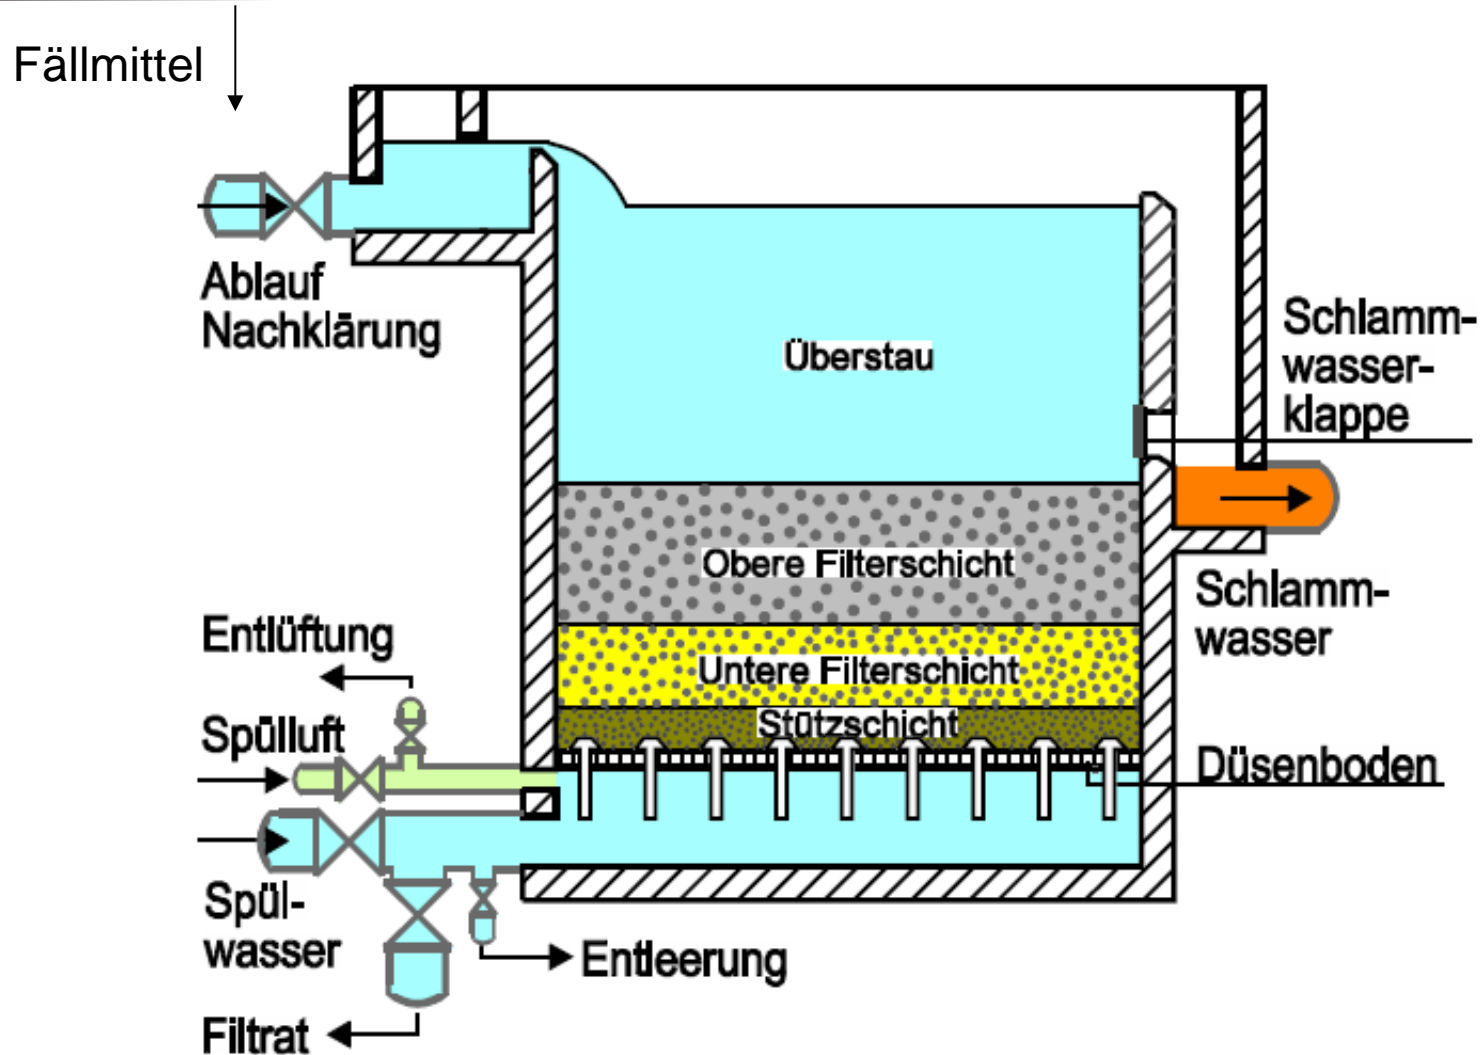 Fällmittel
Ablauf
Nachklärung
Überstau
Schlamm-
wasser-
klappe
Obere Filterschicht
Schlamm-
wasser
Untere Filterschicht
Entlüftung
Stützschicht
Spülluft
Düsenboden
Spül-
wasser
Entleerung
Filtrat